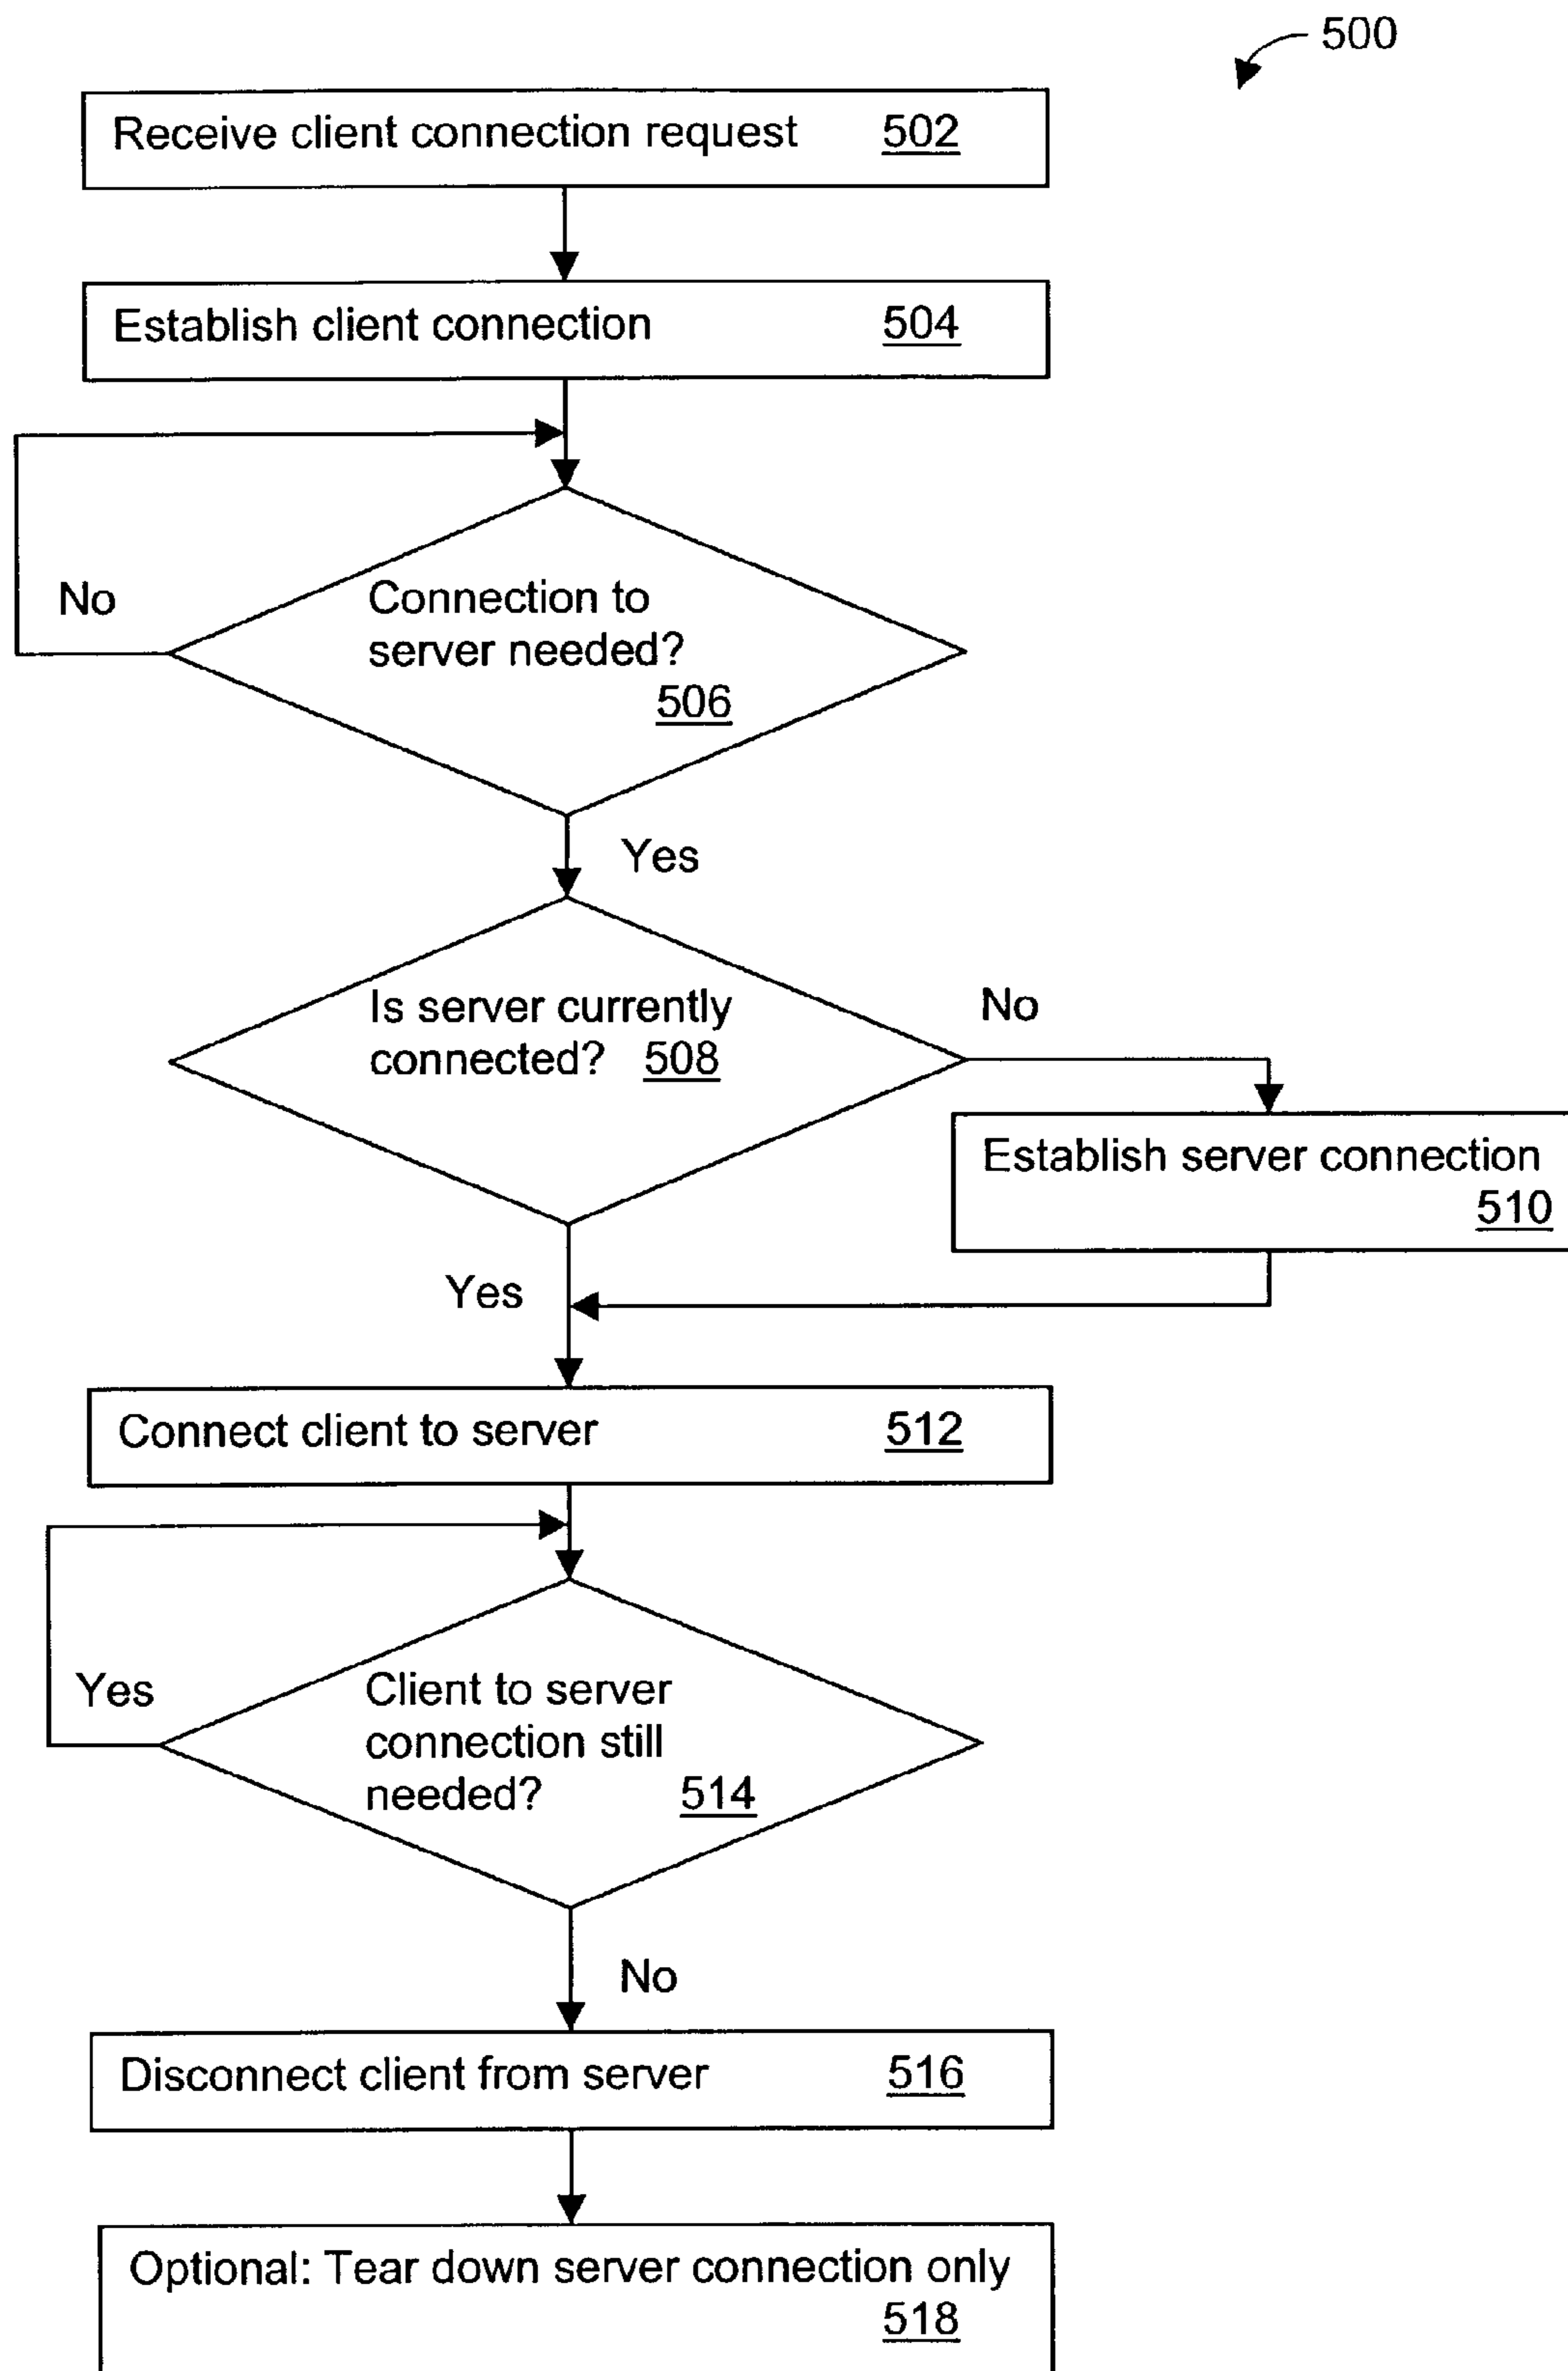 500
Receive client connection request 502
Establish client connection 504
No
Connection to
server needed?
506
Yes
Is server currently
connected? 508
No
Establish server connection
510
Yes
Connect client to server 512
Yes
Client to server
connection still
needed? 514
No
Disconnect client from server 516
Optional: Tear down server connection only
518